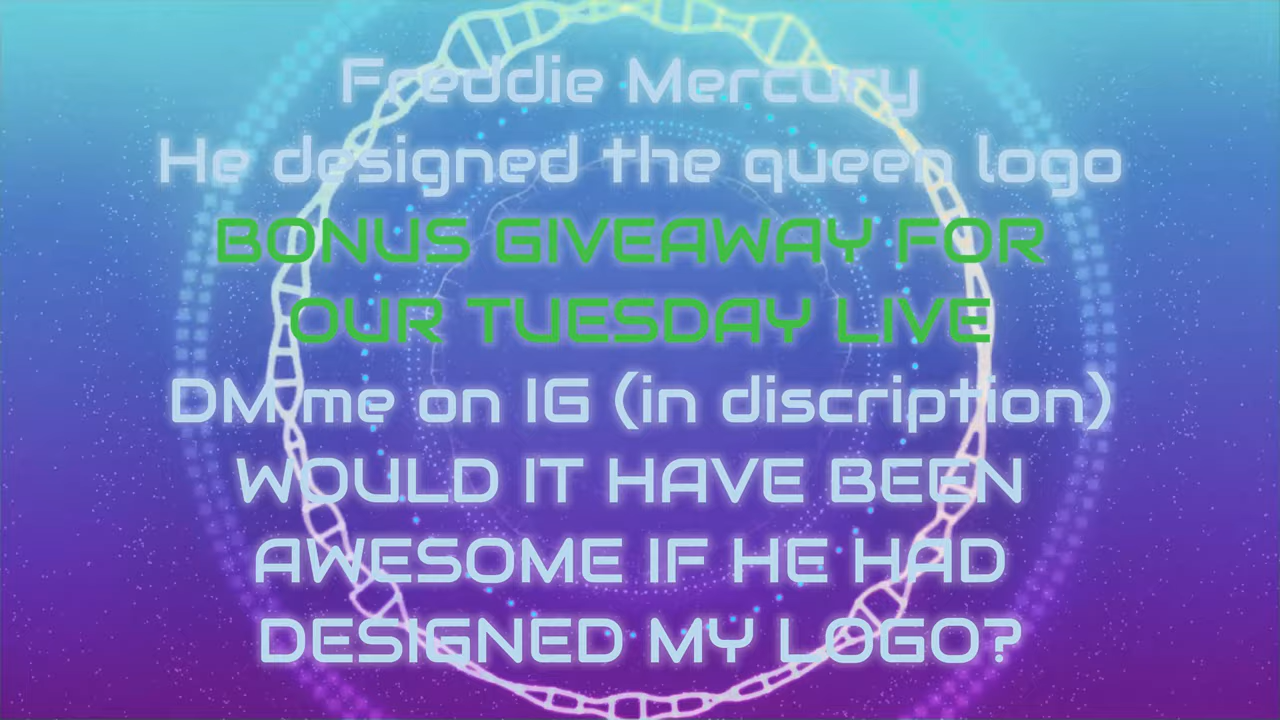 Freddie Mercury
He designed the queen logo
BONUS GIVEAWAY FOR
OUR TUESDAY LIVE
DM me on IG (in discription)
WOULD IT HAVE BEEN
AWESOME IF HE HAD
DESIGNED MY LOGO?